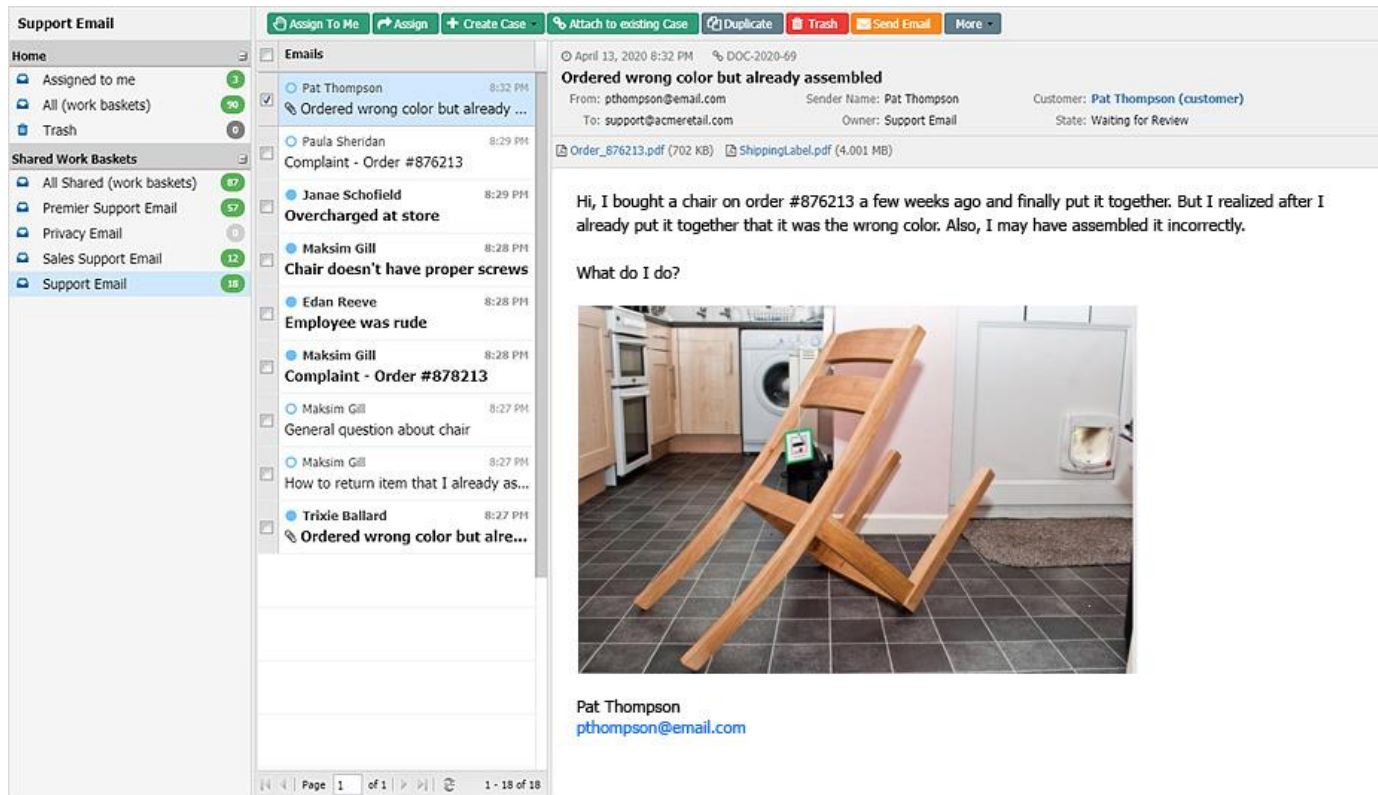 Support Email
Assign To Me Assign Create Case Attach to existing Case Duplicate Trash Send Email More
Home
Assigned to me 3
All (work baskets) 90
Trash 0
Shared Work Baskets
All Shared (work baskets) 87
Premier Support Email 57
Privacy Email 0
Sales Support Email 12
Support Email 18
Emails
Pat Thompson 8:32 PM
Ordered wrong color but already ...
Paula Sheridan 8:29 PM
Complaint - Order #876213
Janae Schofield 8:29 PM
Overcharged at store
Maksim Gill 8:28 PM
Chair doesn't have proper screws
Edan Reeve 8:28 PM
Employee was rude
Maksim Gill 8:28 PM
Complaint - Order #878213
Maksim Gill 8:27 PM
General question about chair
Maksim Gill 8:27 PM
How to return item that I already as...
Trixie Ballard 8:27 PM
Ordered wrong color but alre...
Page 1 of 1 1 - 18 of 18
April 13, 2020 8:32 PM DOC-2020-69
Ordered wrong color but already assembled
From: pthompson@email.com Sender Name: Pat Thompson Customer: Pat Thompson (customer)
To: support@acmeretail.com Owner: Support Email State: Waiting for Review
Order_876213.pdf (702 KB) ShippingLabel.pdf (4.001 MB)
Hi, I bought a chair on order #876213 a few weeks ago and finally put it together. But I realized after I
already put it together that it was the wrong color. Also, I may have assembled it incorrectly.
What do I do?
Pat Thompson
pthompson@email.com